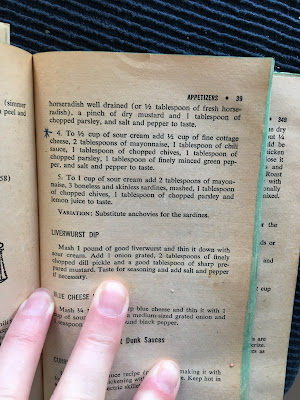 APPETIZERS • 39
horseradish well drained (or ½ tablespoon of fresh horse-
radish), a pinch of dry mustard and 1 tablespoon of
chopped parsley, and salt and pepper to taste.
4. To ½ cup of sour cream add ½ cup of fine cottage
cheese, 2 tablespoons of mayonnaise, 1 tablespoon of chili
sauce, 1 tablespoon of chopped chives, 1 tablespoon of
chopped parsley, 1 tablespoon of finely minced green pep-
per, and salt and pepper to taste.
5. To 1 cup of sour cream add 2 tablespoons of mayon-
naise, 3 boneless and skinless sardines, mashed, 1 tablespoon
of chopped chives, 1 tablespoon of chopped parsley and
lemon juice to taste.
VARIATION: Substitute anchovies for the sardines.
LIVERWURST DIP
Mash 1 pound of good liverwurst and thin it down with
sour cream. Add 1 onion grated, 2 tablespoons of finely
chopped dill pickle and a good tablespoon of sharp pre-
pared mustard. Taste for seasoning and add salt and pepper
if necessary.
BLUE CHEESE
Mash ¼ blue cheese and thin it with 1
cup of sour a medium-sized grated onion and
round black pepper.
Dunk Sauces
recipe making it with
thickening with Keep hot in
(simmer
a peel and
340